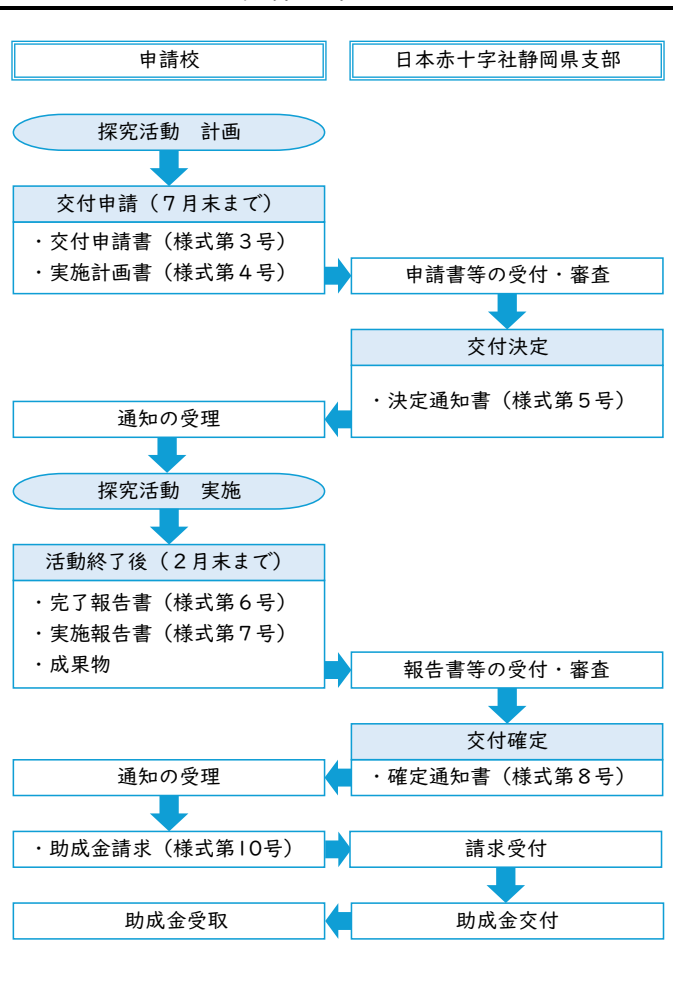 申請校
日本赤十字社静岡県支部
探究活動　計画
交付申請（７月末まで）
・交付申請書（様式第３号）
・実施計画書（様式第４号）
申請書等の受付・審査
交付決定
・決定通知書（様式第５号）
通知の受理
探究活動　実施
活動終了後（２月末まで）
・完了報告書（様式第６号）
・実施報告書（様式第７号）
・成果物
報告書等の受付・審査
交付確定
・確定通知書（様式第８号）
通知の受理
・助成金請求（様式第10号）
請求受付
助成金交付
助成金受取